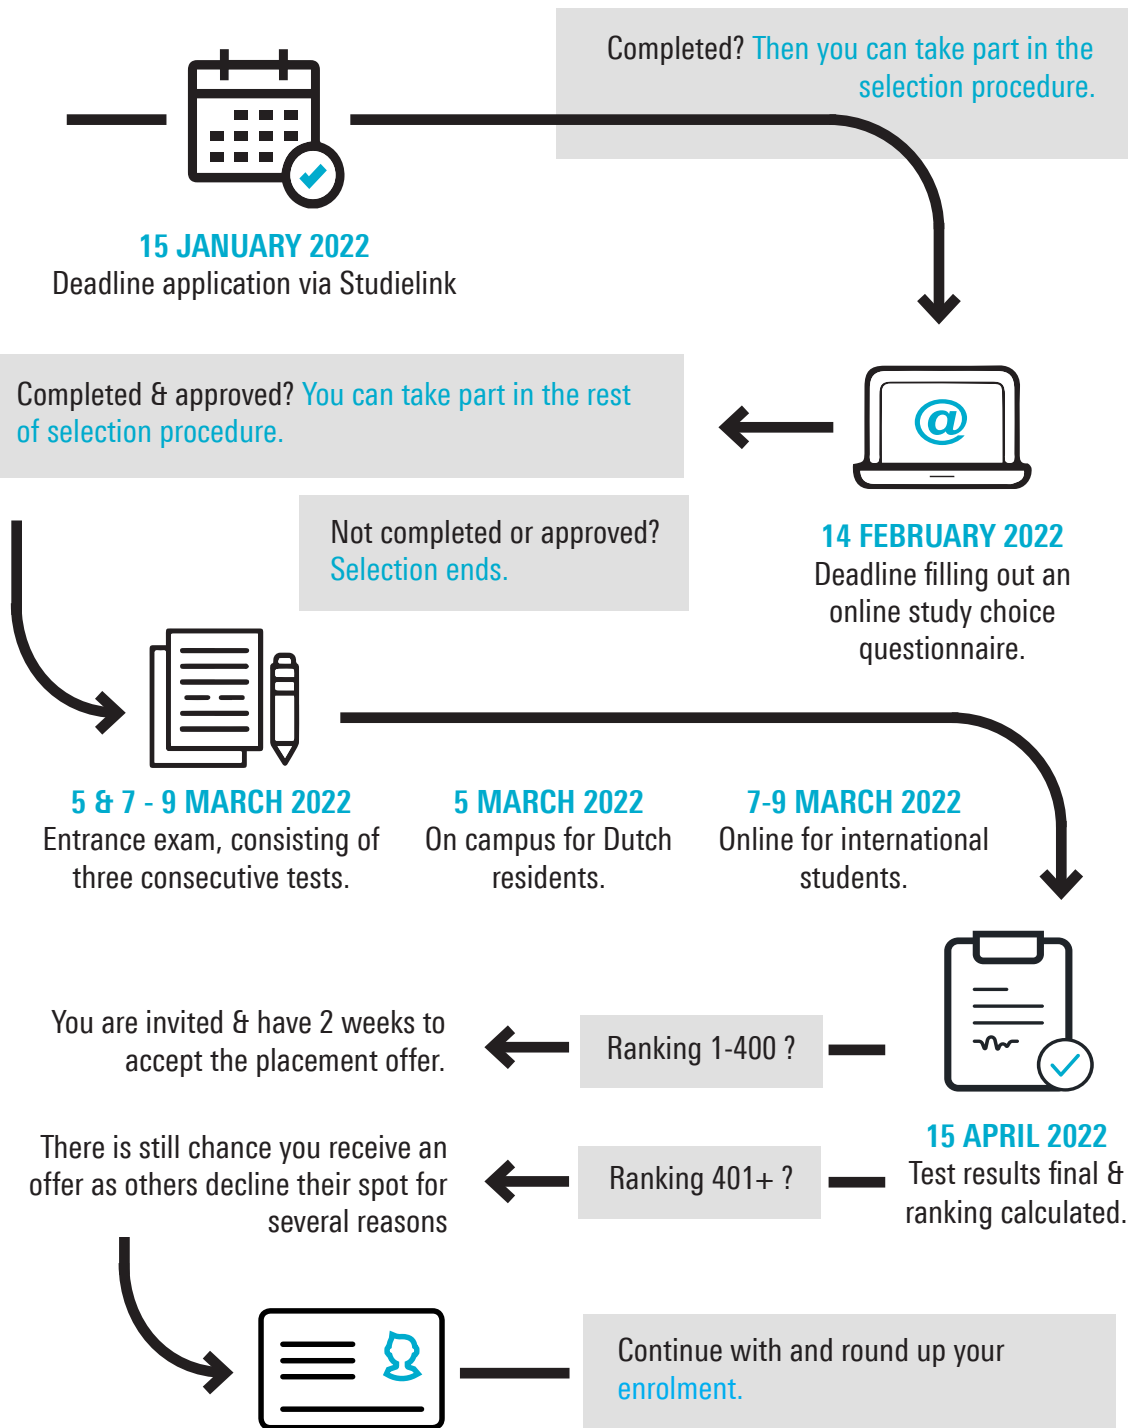 Completed? Then you can take part in the
selection procedure.
15 JANUARY 2022
Deadline application via Studielink
@
Completed & approved? You can take part in the rest
of selection procedure.
Not completed or approved?
Selection ends.
14 FEBRUARY 2022
Deadline filling out an
online study choice
questionnaire.
5 & 7 - 9 MARCH 2022
Entrance exam, consisting of
three consecutive tests.
5 MARCH 2022
On campus for Dutch
residents.
7-9 MARCH 2022
Online for international
students.
15 APRIL 2022
Test results final &
ranking calculated.
Ranking 1-400 ?
You are invited & have 2 weeks to
accept the placement offer.
Ranking 401+ ?
There is still chance you receive an
offer as others decline their spot for
several reasons
Continue with and round up your
enrolment.